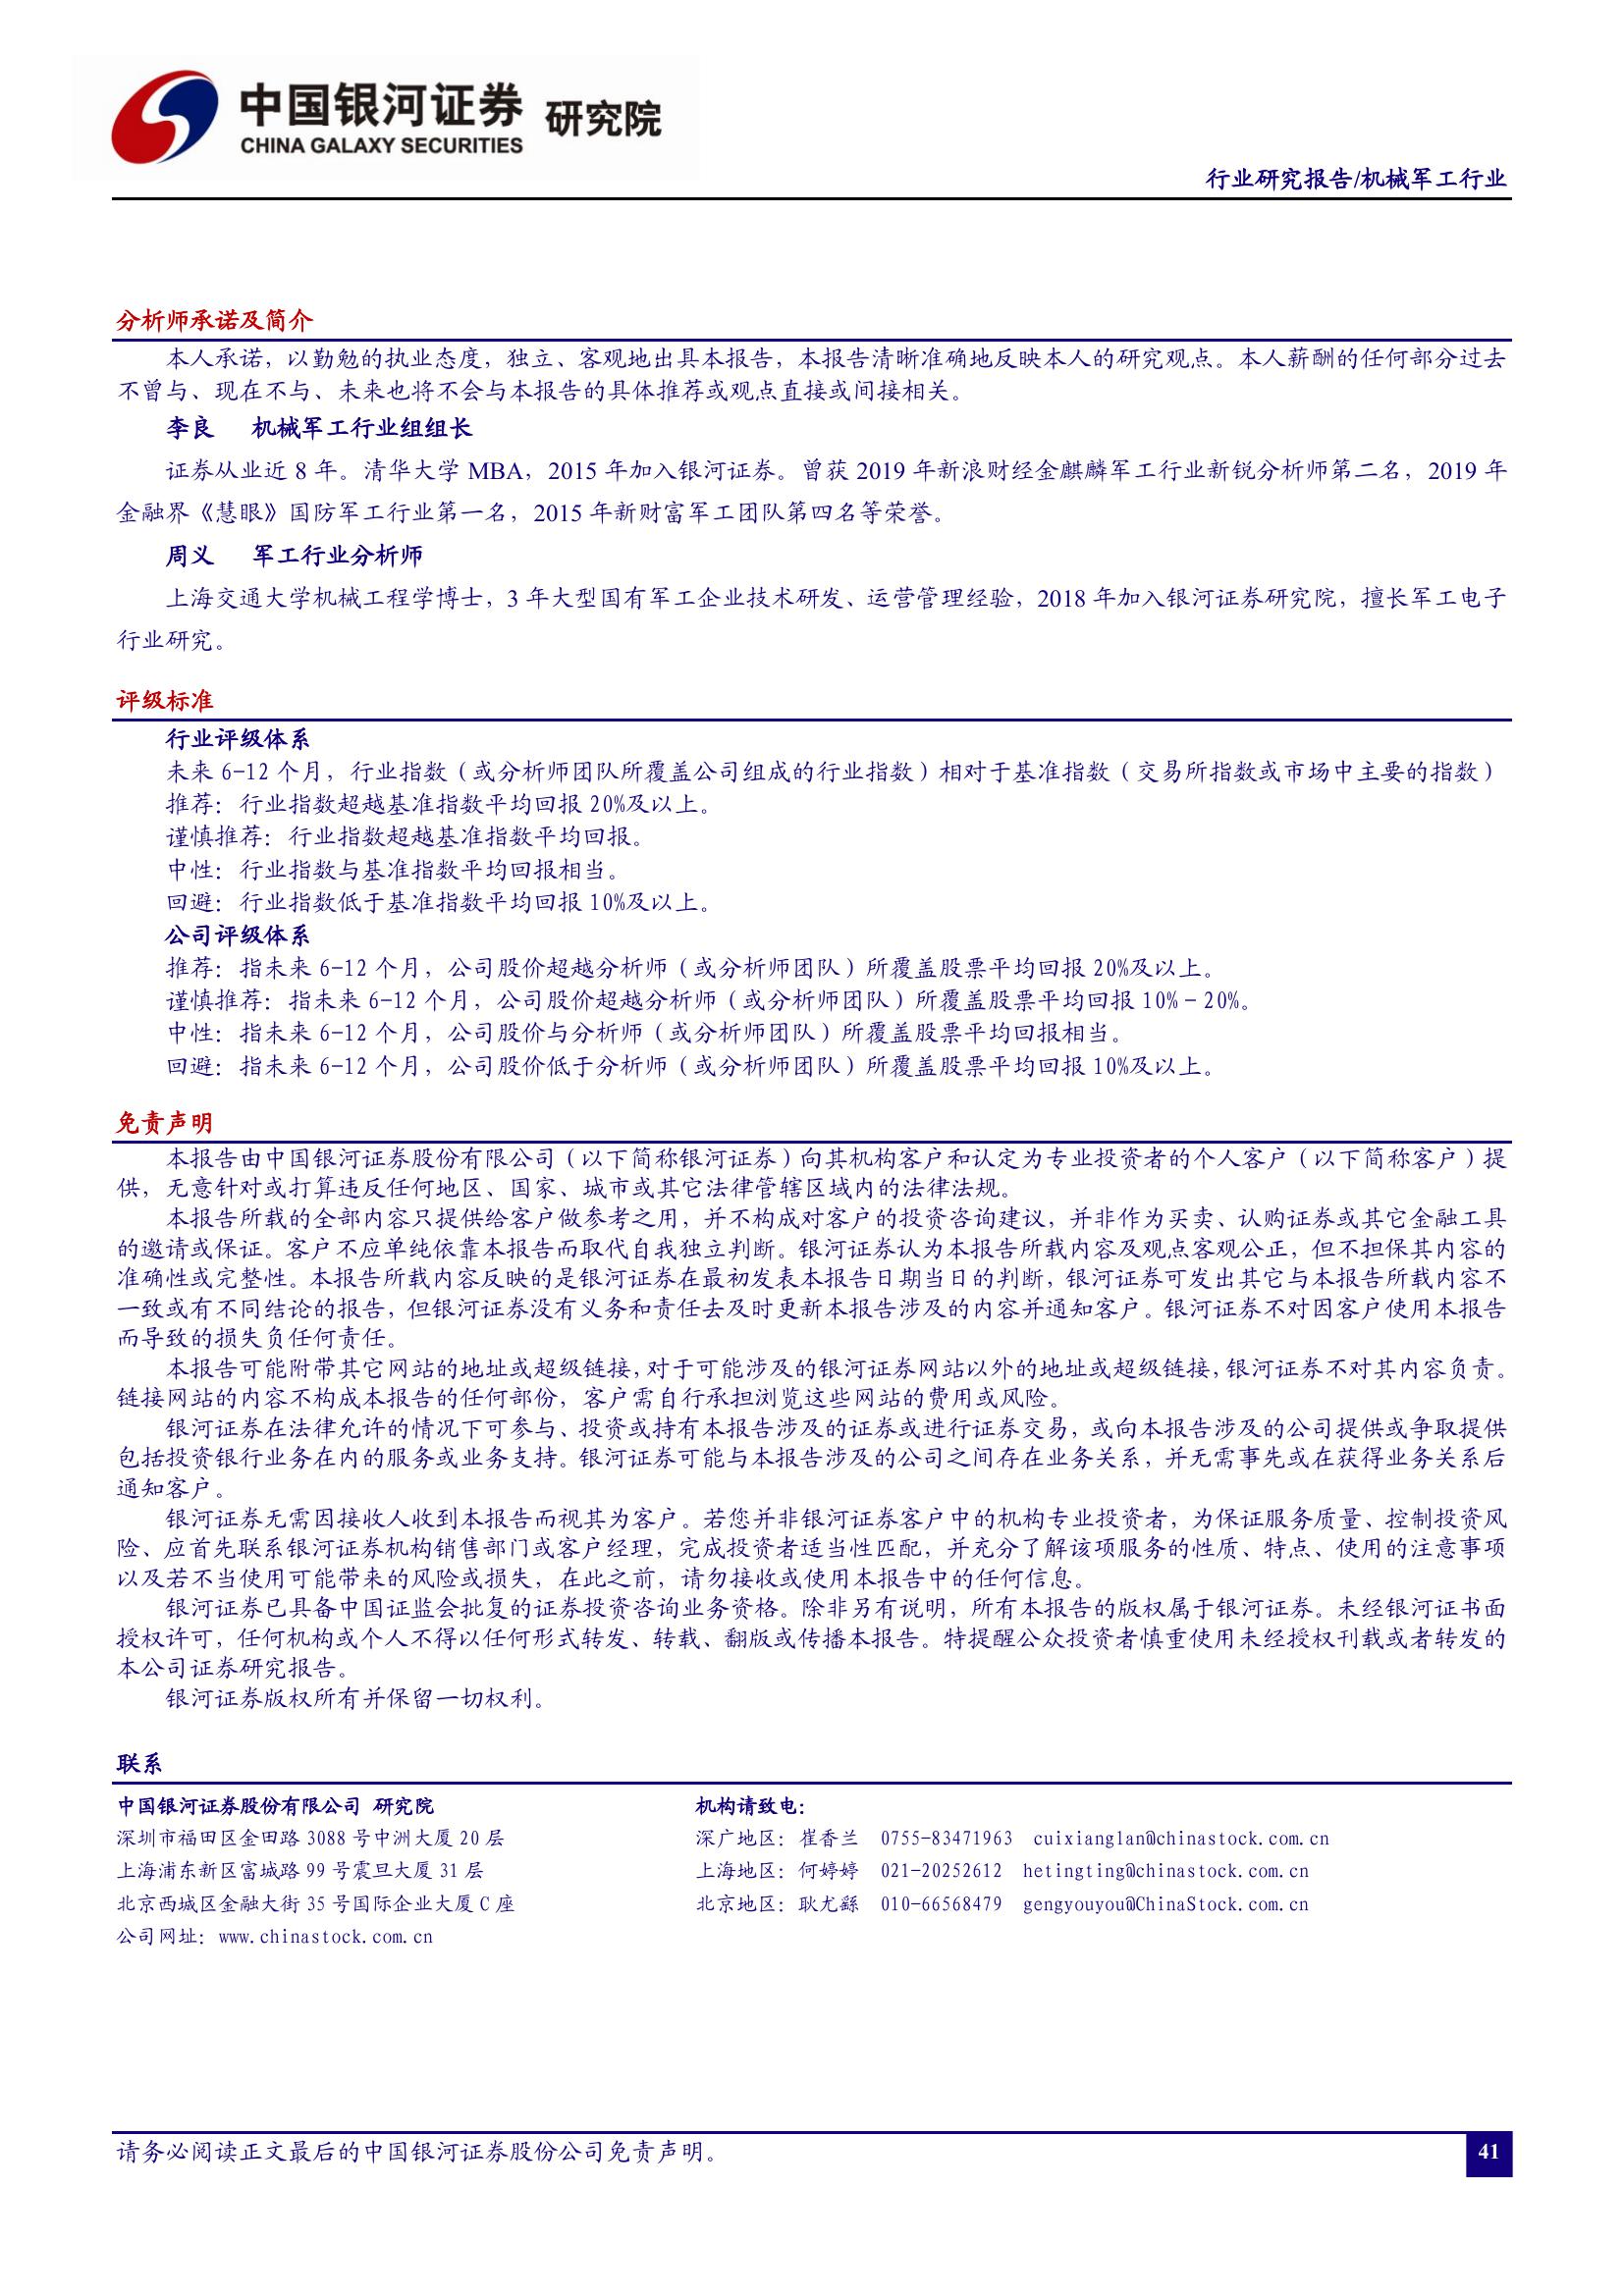 中国银河证券 研究院
CHINA GALAXY SECURITIES
行业研究报告/机械军工行业
分析师承诺及简介
本人承诺，以勤勉的执业态度，独立、客观地出具本报告，本报告清晰准确地反映本人的研究观点。本人薪酬的任何部分过去
不曾与、现在不与、未来也将不会与本报告的具体推荐或观点直接或间接相关。
李良 机械军工行业组组长
证券从业近 8 年。清华大学 MBA，2015 年加入银河证券。曾获 2019 年新浪财经金麒麟军工行业新锐分析师第二名，2019 年
金融界《慧眼》国防军工行业第一名，2015 年新财富军工团队第四名等荣誉。
周义 军工行业分析师
上海交通大学机械工程学博士，3 年大型国有军工企业技术研发、运营管理经验，2018 年加入银河证券研究院，擅长军工电子
行业研究。
评级标准
行业评级体系
未来 6-12 个月，行业指数（或分析师团队所覆盖公司组成的行业指数）相对于基准指数（交易所指数或市场中主要的指数）
推荐：行业指数超越基准指数平均回报 20%及以上。
谨慎推荐：行业指数超越基准指数平均回报。
中性：行业指数与基准指数平均回报相当。
回避：行业指数低于基准指数平均回报 10%及以上。
公司评级体系
推荐：指未来 6-12 个月，公司股价超越分析师（或分析师团队）所覆盖股票平均回报 20%及以上。
谨慎推荐：指未来 6-12 个月，公司股价超越分析师（或分析师团队）所覆盖股票平均回报 10%－20%。
中性：指未来 6-12 个月，公司股价与分析师（或分析师团队）所覆盖股票平均回报相当。
回避：指未来 6-12 个月，公司股价低于分析师（或分析师团队）所覆盖股票平均回报 10%及以上。
免责声明
本报告由中国银河证券股份有限公司（以下简称银河证券）向其机构客户和认定为专业投资者的个人客户（以下简称客户）提
供，无意针对或打算违反任何地区、国家、城市或其它法律管辖区域内的法律法规。
本报告所载的全部内容只提供给客户做参考之用，并不构成对客户的投资咨询建议，并非作为买卖、认购证券或其它金融工具
的邀请或保证。客户不应单纯依靠本报告而取代自我独立判断。银河证券认为本报告所载内容及观点客观公正，但不担保其内容的
准确性或完整性。本报告所载内容反映的是银河证券在最初发表本报告日期当日的判断，银河证券可发出其它与本报告所载内容不
一致或有不同结论的报告，但银河证券没有义务和责任去及时更新本报告涉及的内容并通知客户。银河证券不对因客户使用本报告
而导致的损失负任何责任。
本报告可能附带其它网站的地址或超级链接，对于可能涉及的银河证券网站以外的地址或超级链接，银河证券不对其内容负责。
链接网站的内容不构成本报告的任何部份，客户需自行承担浏览这些网站的费用或风险。
银河证券在法律允许的情况下可参与、投资或持有本报告涉及的证券或进行证券交易，或向本报告涉及的公司提供或争取提供
包括投资银行业务在内的服务或业务支持。银河证券可能与本报告涉及的公司之间存在业务关系，并无需事先或在获得业务关系后
通知客户。
银河证券无需因接收人收到本报告而视其为客户。若您并非银河证券客户中的机构专业投资者，为保证服务质量、控制投资风
险、应首先联系银河证券机构销售部门或客户经理，完成投资者适当性匹配，并充分了解该项服务的性质、特点、使用的注意事项
以及若不当使用可能带来的风险或损失，在此之前，请勿接收或使用本报告中的任何信息。
银河证券已具备中国证监会批复的证券投资咨询业务资格。除非另有说明，所有本报告的版权属于银河证券。未经银河证书面
授权许可，任何机构或个人不得以任何形式转发、转载、翻版或传播本报告。特提醒公众投资者慎重使用未经授权刊载或者转发的
本公司证券研究报告。
银河证券版权所有并保留一切权利。
联系
中国银河证券股份有限公司 研究院 机构请致电：
深圳市福田区金田路 3088 号中洲大厦 20 层 深广地区：崔香兰 0755-83471963 cuixianglan@chinastock.com.cn
上海浦东新区富城路 99 号震旦大厦 31 层 上海地区：何婷婷 021-20252612 hetingting@chinastock.com.cn
北京西城区金融大街 35 号国际企业大厦 C 座 北京地区：耿尤繇 010-66568479 gengyouyou@ChinaStock.com.cn
公司网址：www.chinastock.com.cn
请务必阅读正文最后的中国银河证券股份公司免责声明。
41